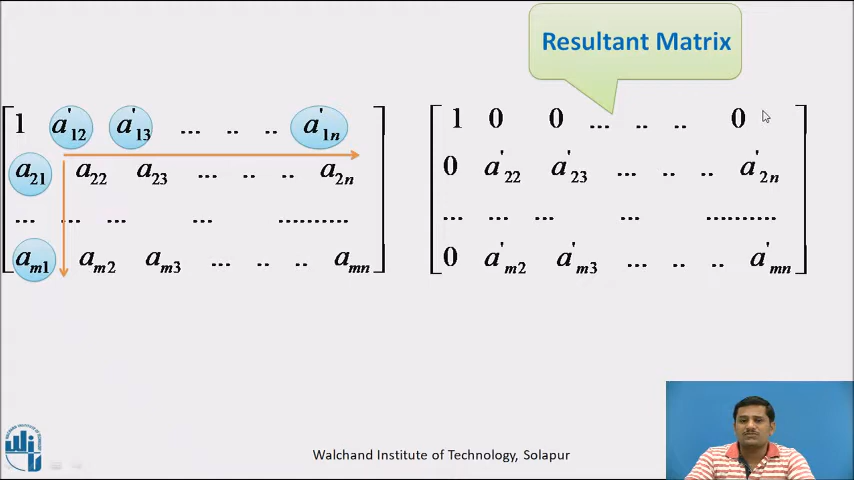 Resultant Matrix
1 a'12 a'13 ... .. .. a'1n
a21 a22 a23 ... .. .. a2n
... ... ... ... ..........
am1 am2 am3 ... .. .. amn
1 0 0 ... .. .. 0
0 a'22 a'23 ... .. .. a'2n
... ... ... ... ..........
0 a'm2 a'm3 ... .. .. a'mn
Walchand Institute of Technology, Solapur